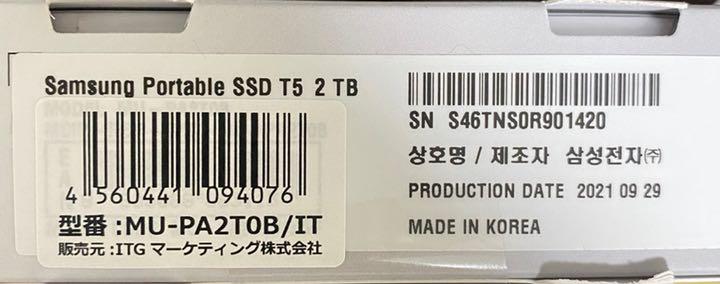 Samsung Portable SSD T5 2 TB
4 560441 094076
型番 :MU-PA2T0B/IT
販売元 :ITG マーケティング株式会社
SN S46TNS0R901420
상호명 / 제조자 삼성전자㈜
PRODUCTION DATE 2021 09 29
MADE IN KOREA